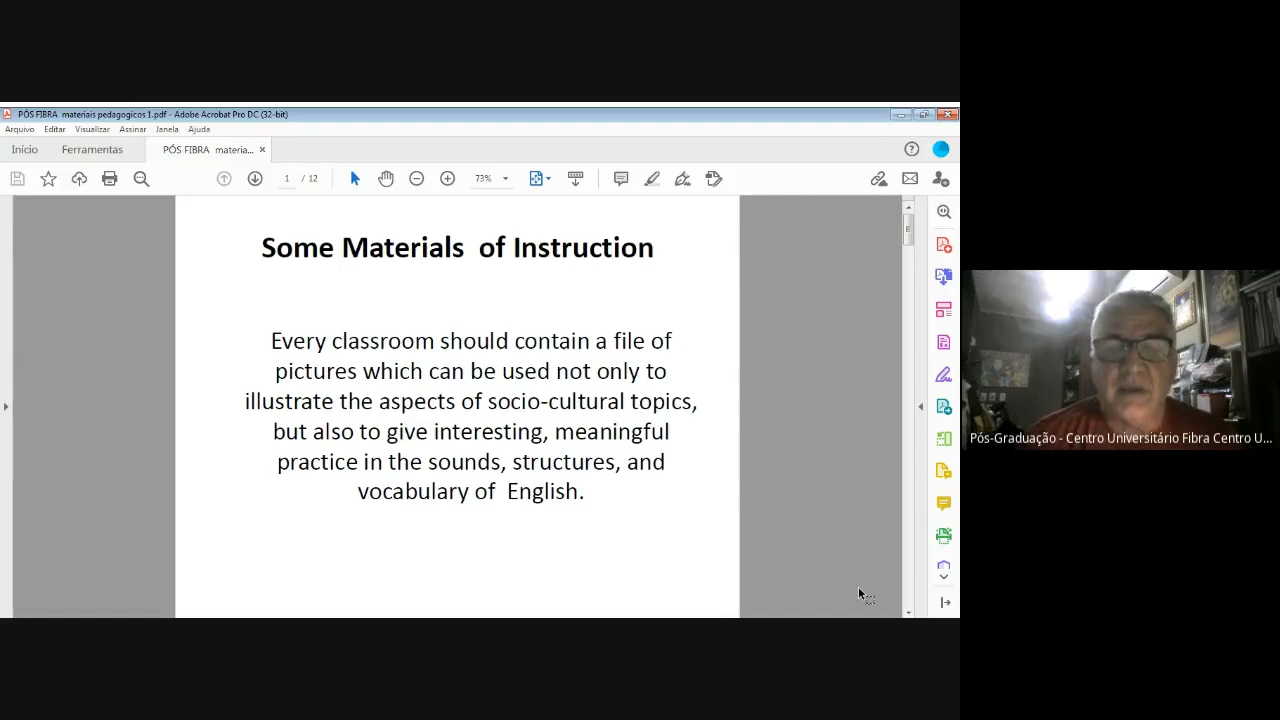 PÓS FIBRA materiais pedagogicos 1.pdf - Adobe Acrobat Pro DC (32-bit)
Arquivo Editar Visualizar Assinar Janela Ajuda
Início Ferramentas PÓS FIBRA materia...
1 / 12 73%
Some Materials of Instruction
Every classroom should contain a file of
pictures which can be used not only to
illustrate the aspects of socio-cultural topics,
but also to give interesting, meaningful
practice in the sounds, structures, and
vocabulary of English.
Pós-Graduação - Centro Universitário Fibra Centro U...